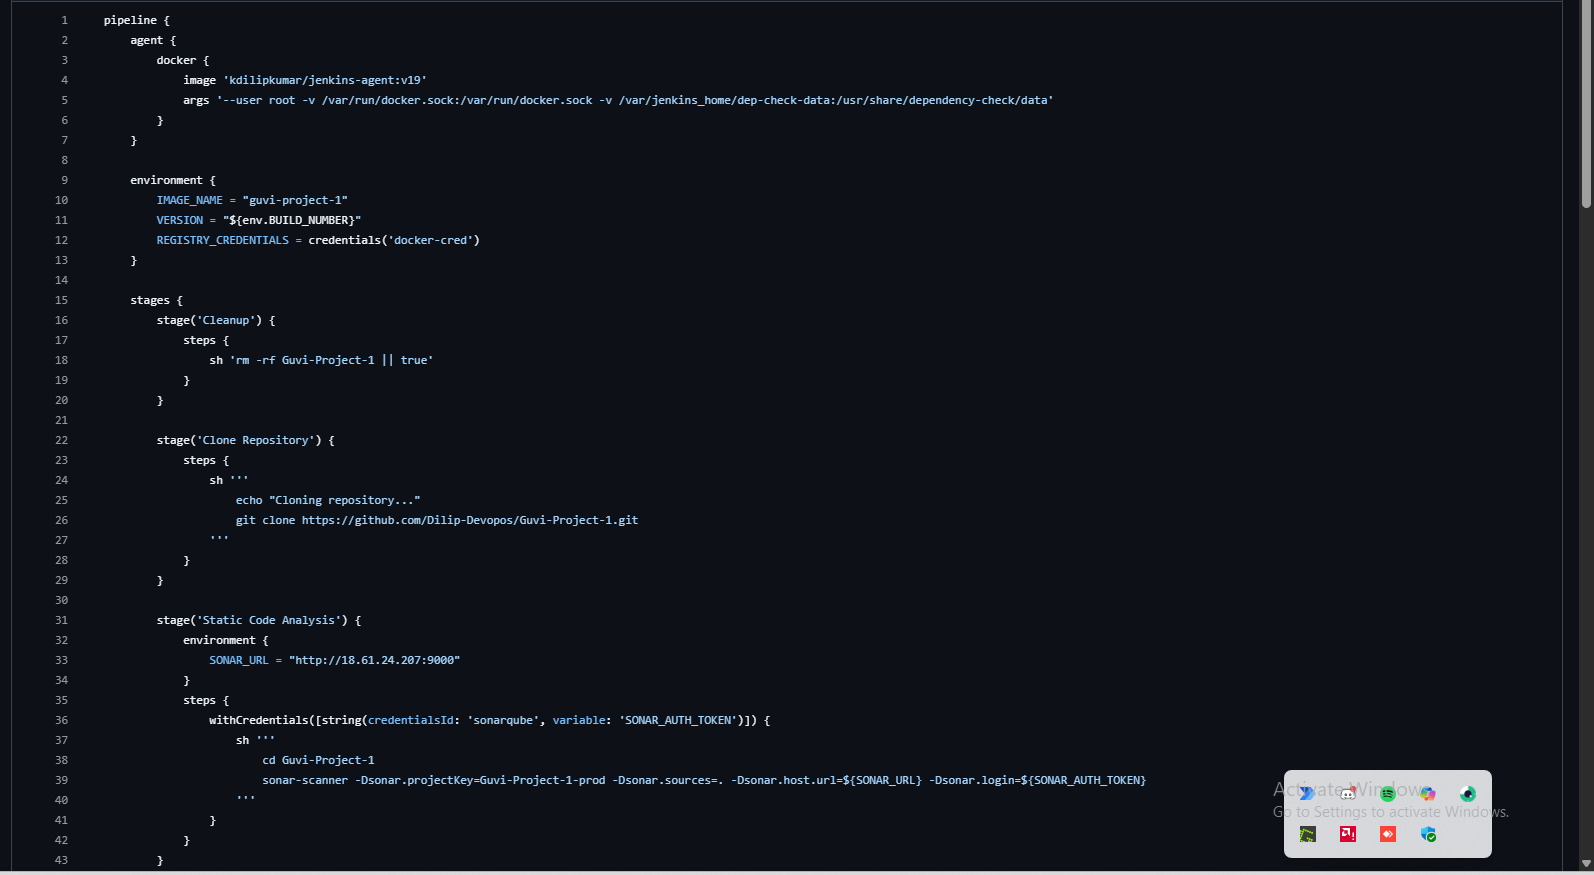 1 pipeline {
2 agent {
3 docker {
4 image 'kdilipkumar/jenkins-agent:v19'
5 args '--user root -v /var/run/docker.sock:/var/run/docker.sock -v /var/jenkins_home/dep-check-data:/usr/share/dependency-check/data'
6 }
7 }
8
9 environment {
10 IMAGE_NAME = "guvi-project-1"
11 VERSION = "${env.BUILD_NUMBER}"
12 REGISTRY_CREDENTIALS = credentials('docker-cred')
13 }
14
15 stages {
16 stage('Cleanup') {
17 steps {
18 sh 'rm -rf Guvi-Project-1 || true'
19 }
20 }
21
22 stage('Clone Repository') {
23 steps {
24 sh '''
25 echo "Cloning repository..."
26 git clone https://github.com/Dilip-Devopos/Guvi-Project-1.git
27 '''
28 }
29 }
30
31 stage('Static Code Analysis') {
32 environment {
33 SONAR_URL = "http://18.61.24.207:9000"
34 }
35 steps {
36 withCredentials([string(credentialsId: 'sonarqube', variable: 'SONAR_AUTH_TOKEN')]) {
37 sh '''
38 cd Guvi-Project-1
39 sonar-scanner -Dsonar.projectKey=Guvi-Project-1-prod -Dsonar.sources=. -Dsonar.host.url=${SONAR_URL} -Dsonar.login=${SONAR_AUTH_TOKEN}
40 '''
41 }
42 }
43 }
Activate Windows
Go to Settings to activate Windows.